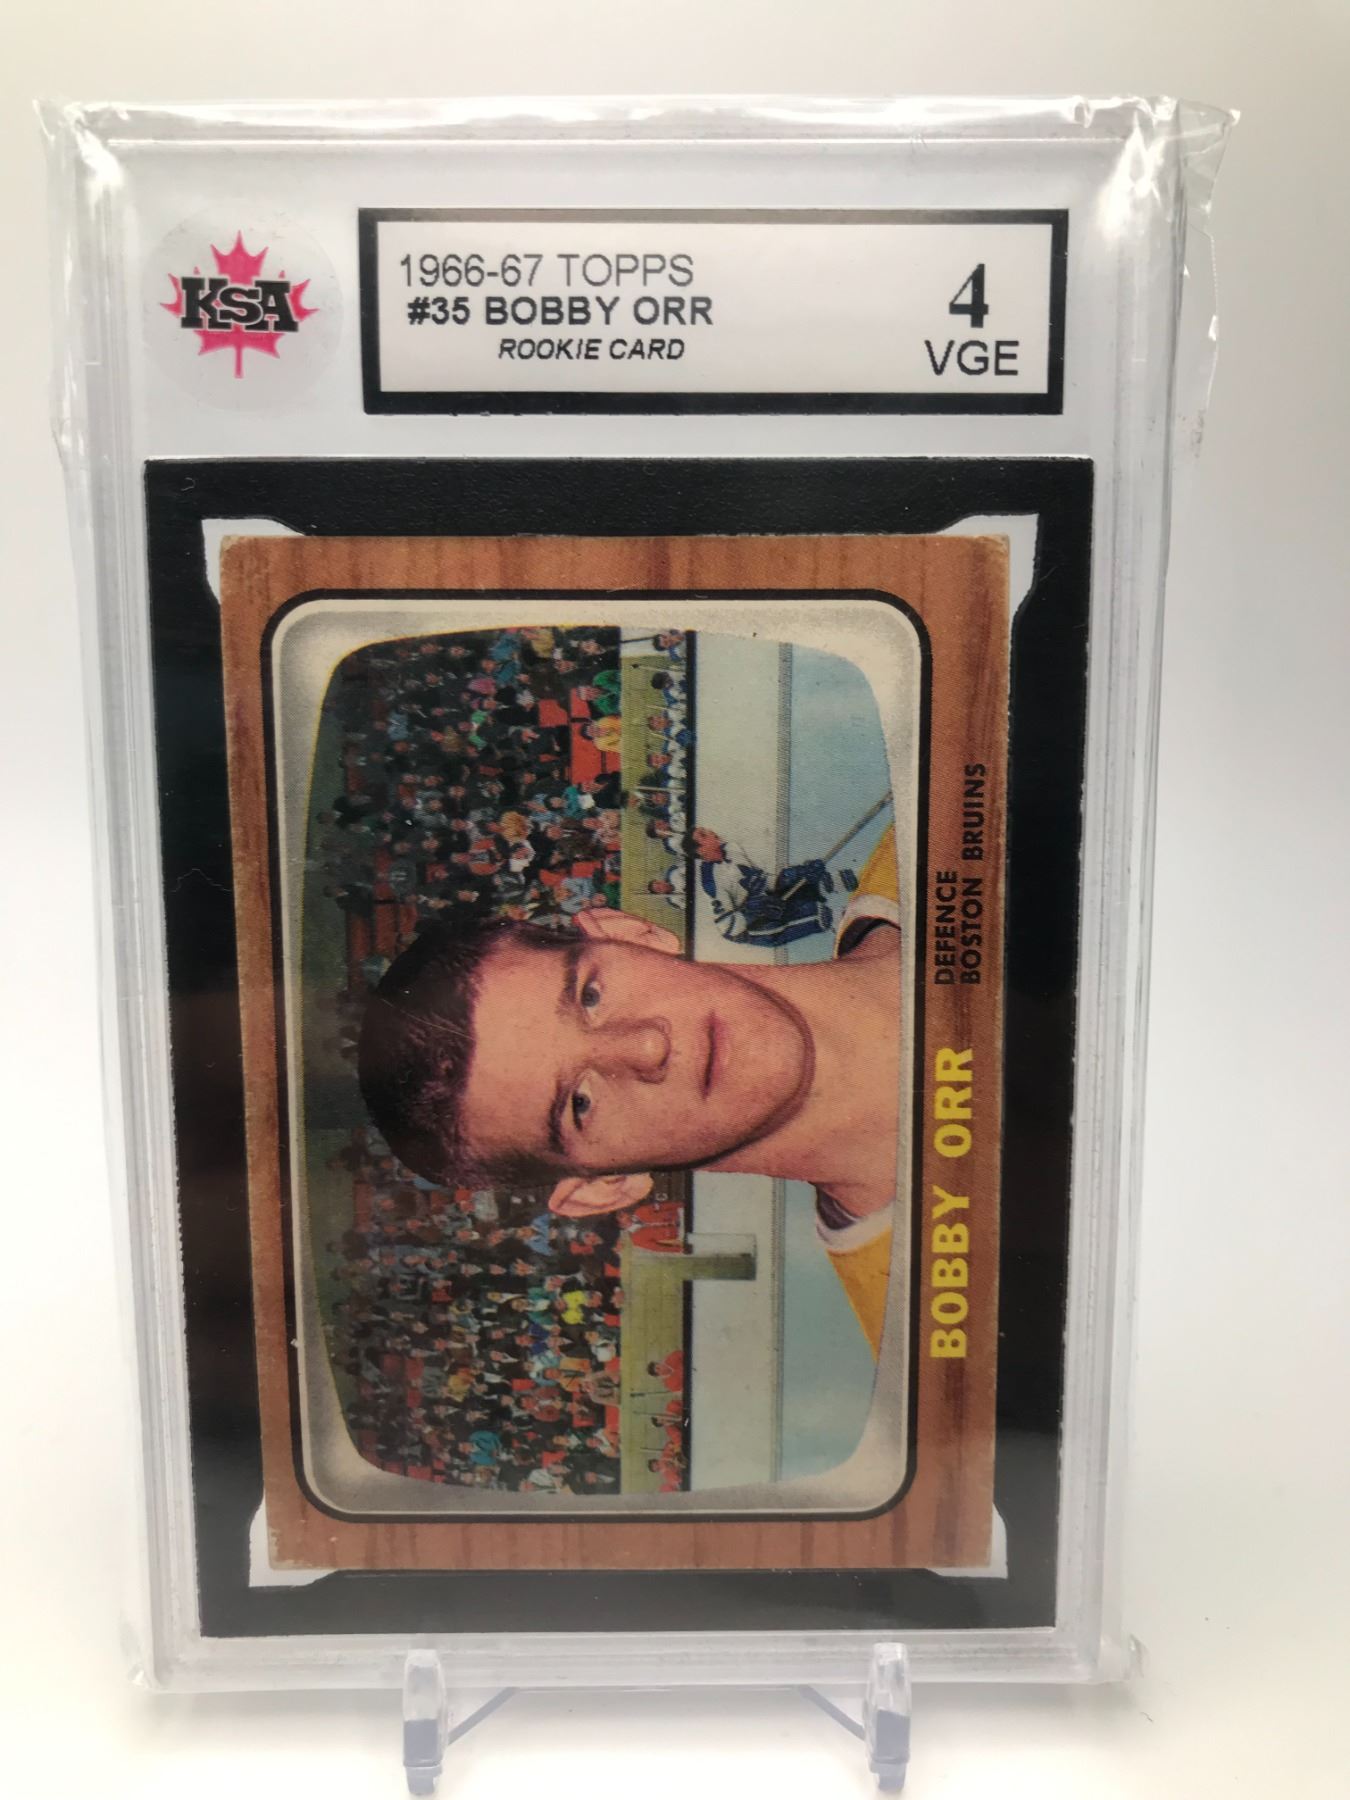 KSA
1966-67 TOPPS
#35 BOBBY ORR
ROOKIE CARD
4
VGE
BOBBY ORR
DEFENCE
BOSTON BRUINS